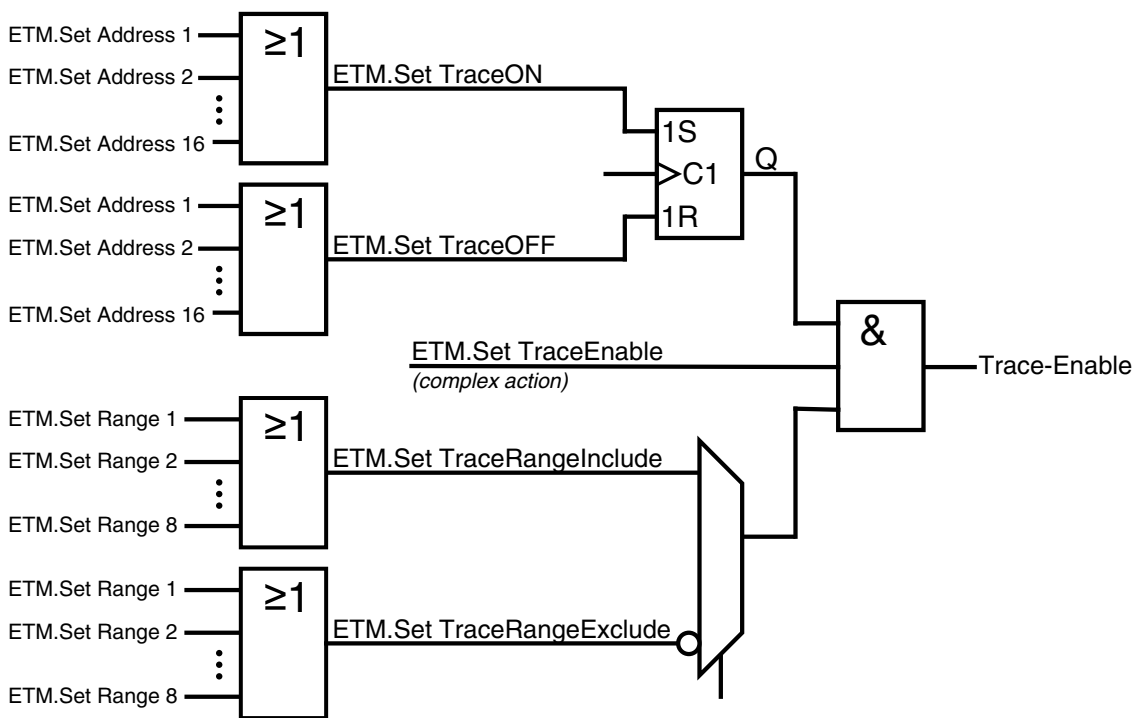 ETM.Set Address 1
ETM.Set Address 2
ETM.Set Address 16
≥1
ETM.Set TraceON
1S
C1
1R
Q
ETM.Set Address 1
ETM.Set Address 2
ETM.Set Address 16
≥1
ETM.Set TraceOFF
ETM.Set TraceEnable
(complex action)
&
Trace-Enable
ETM.Set Range 1
ETM.Set Range 2
ETM.Set Range 8
≥1
ETM.Set TraceRangeInclude
ETM.Set Range 1
ETM.Set Range 2
ETM.Set Range 8
≥1
ETM.Set TraceRangeExclude